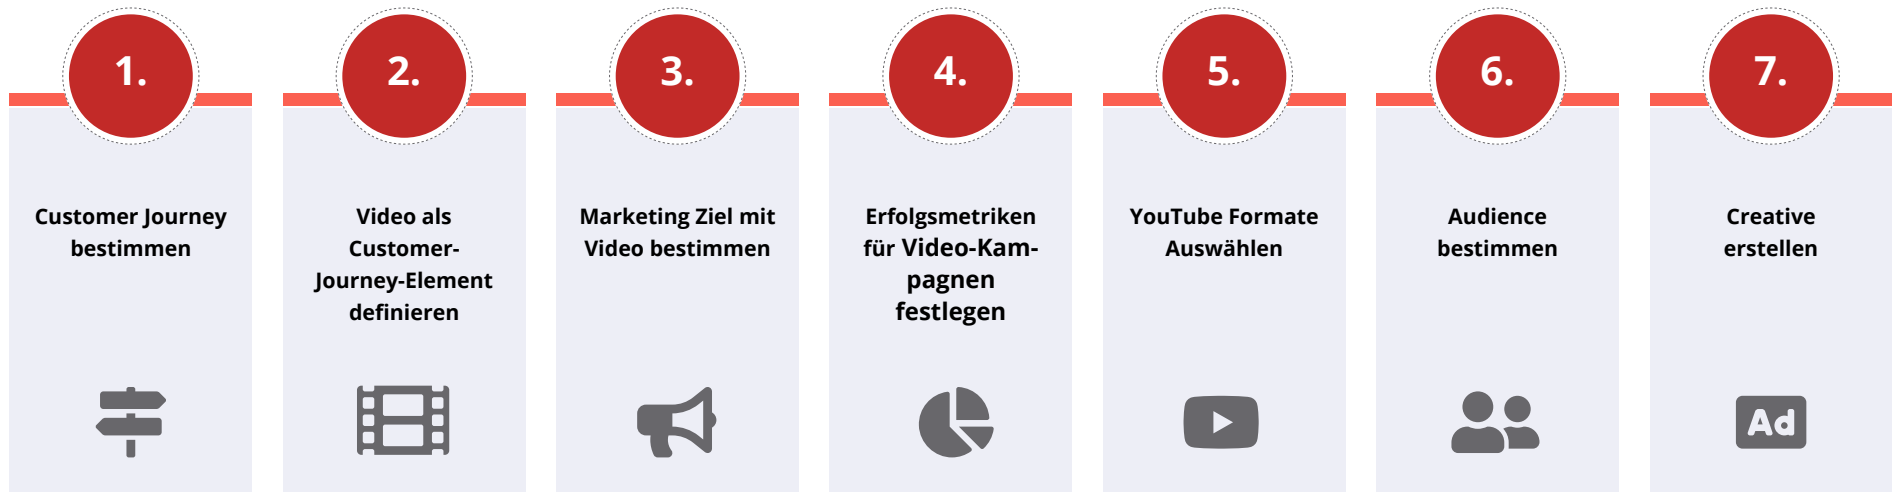 1.
Customer Journey
bestimmen
2.
Video als
Customer-
Journey-Element
definieren
3.
Marketing Ziel mit
Video bestimmen
4.
Erfolgsmetriken
für Video-Kam-
pagnen
festlegen
5.
YouTube Formate
Auswählen
6.
Audience
bestimmen
7.
Creative
erstellen
Ad